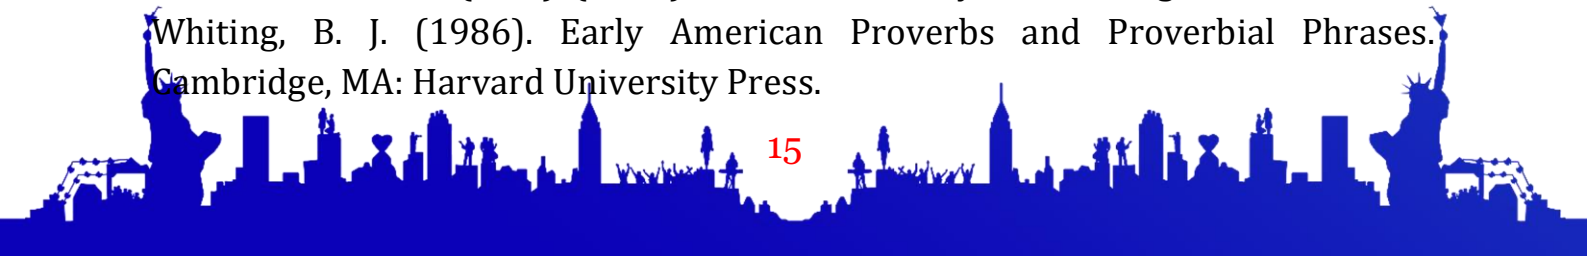 Whiting, B. J. (1986). Early American Proverbs and Proverbial Phrases.
Cambridge, MA: Harvard University Press.
15